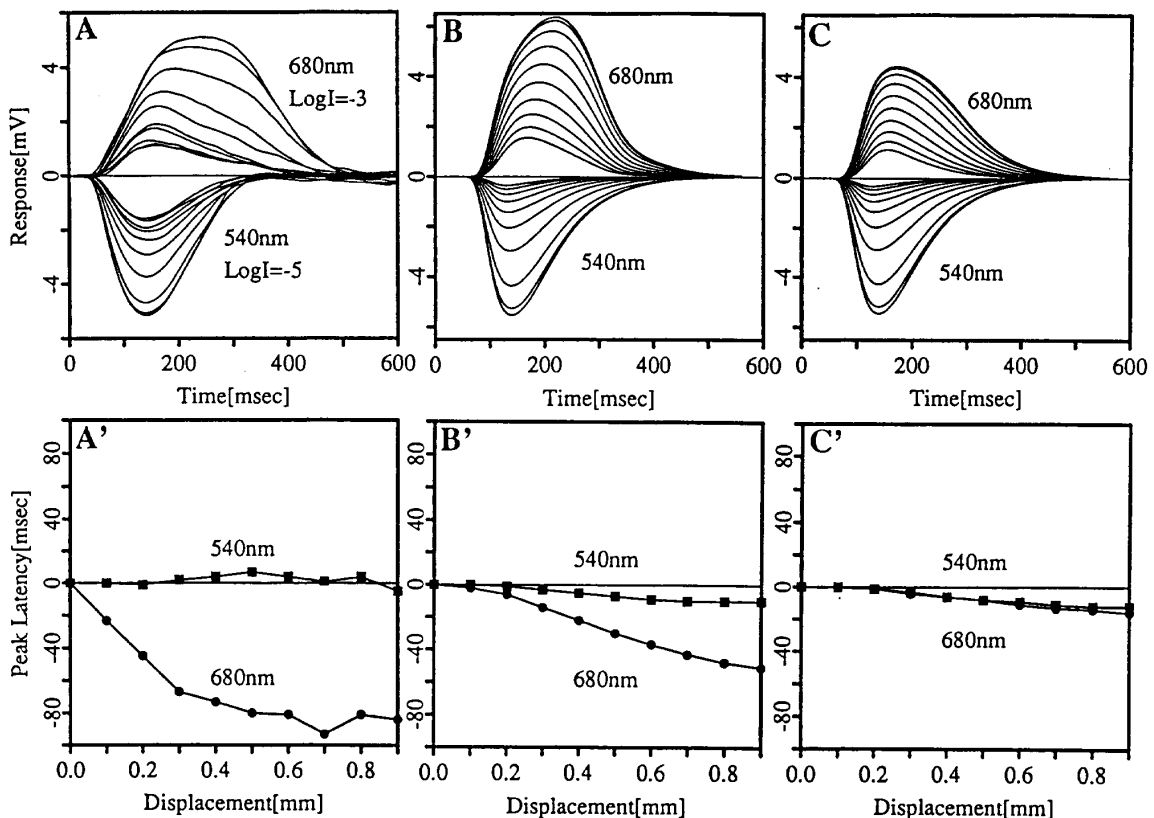 A
B
C
Response[mV]
4
0
-4
680nm
LogI=-3
540nm
LogI=-5
0 200 400 600
Time[msec]
4
0
-4
680nm
540nm
0 200 400 600
Time[msec]
4
0
-4
680nm
540nm
0 200 400 600
Time[msec]
A'
B'
C'
Peak Latency[msec]
80
40
0
-40
-80
540nm
680nm
0.0 0.2 0.4 0.6 0.8
Displacement[mm]
80
40
0
-40
-80
540nm
680nm
0.0 0.2 0.4 0.6 0.8
Displacement[mm]
80
40
0
-40
-80
540nm
680nm
0.0 0.2 0.4 0.6 0.8
Displacement[mm]